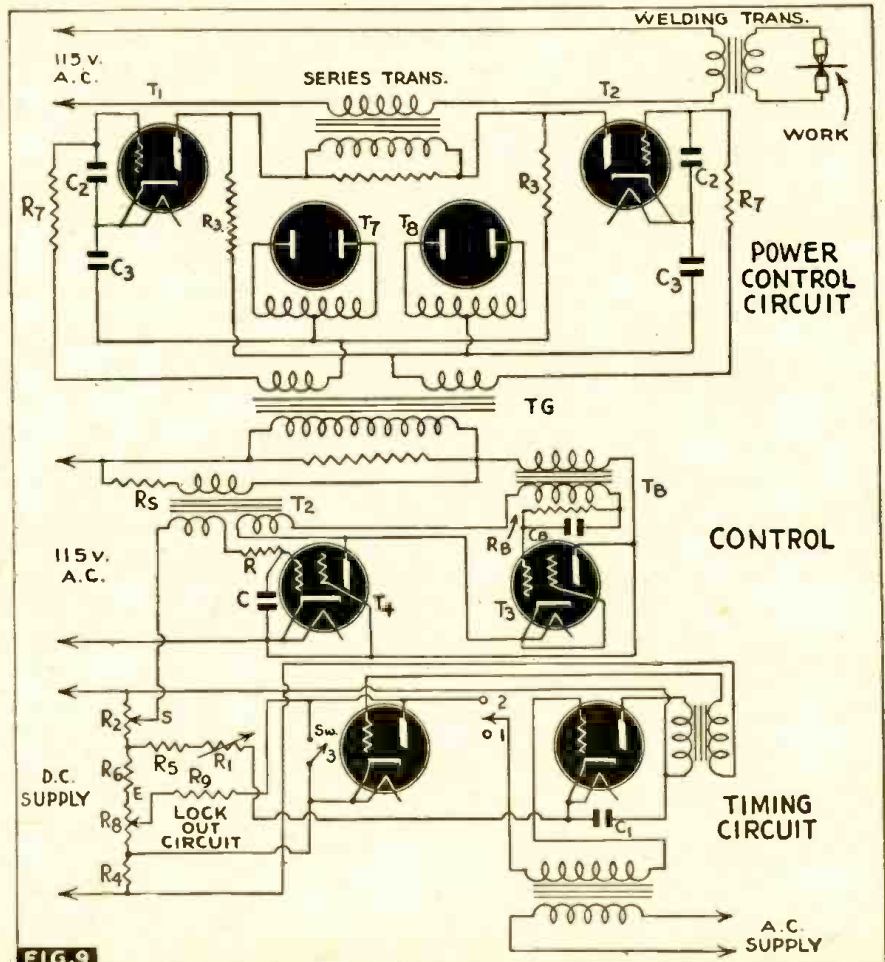 WELDING TRANS.
115 V.
A.C.
T1
SERIES TRANS.
T2
WORK
R7
C2
R3
T7
T8
R3
C2
R7
C3
C3
POWER
CONTROL
CIRCUIT
TG
RS
T2
TB
RB
CB
115 V.
A.C.
R
C
T4
T3
CONTROL
R2
S
SW.
3
2
1
R5
R1
R6
R9
E
D.C.
SUPPLY
R8
LOCK
OUT
CIRCUIT
C1
TIMING
CIRCUIT
R4
A.C.
SUPPLY
FIG.9